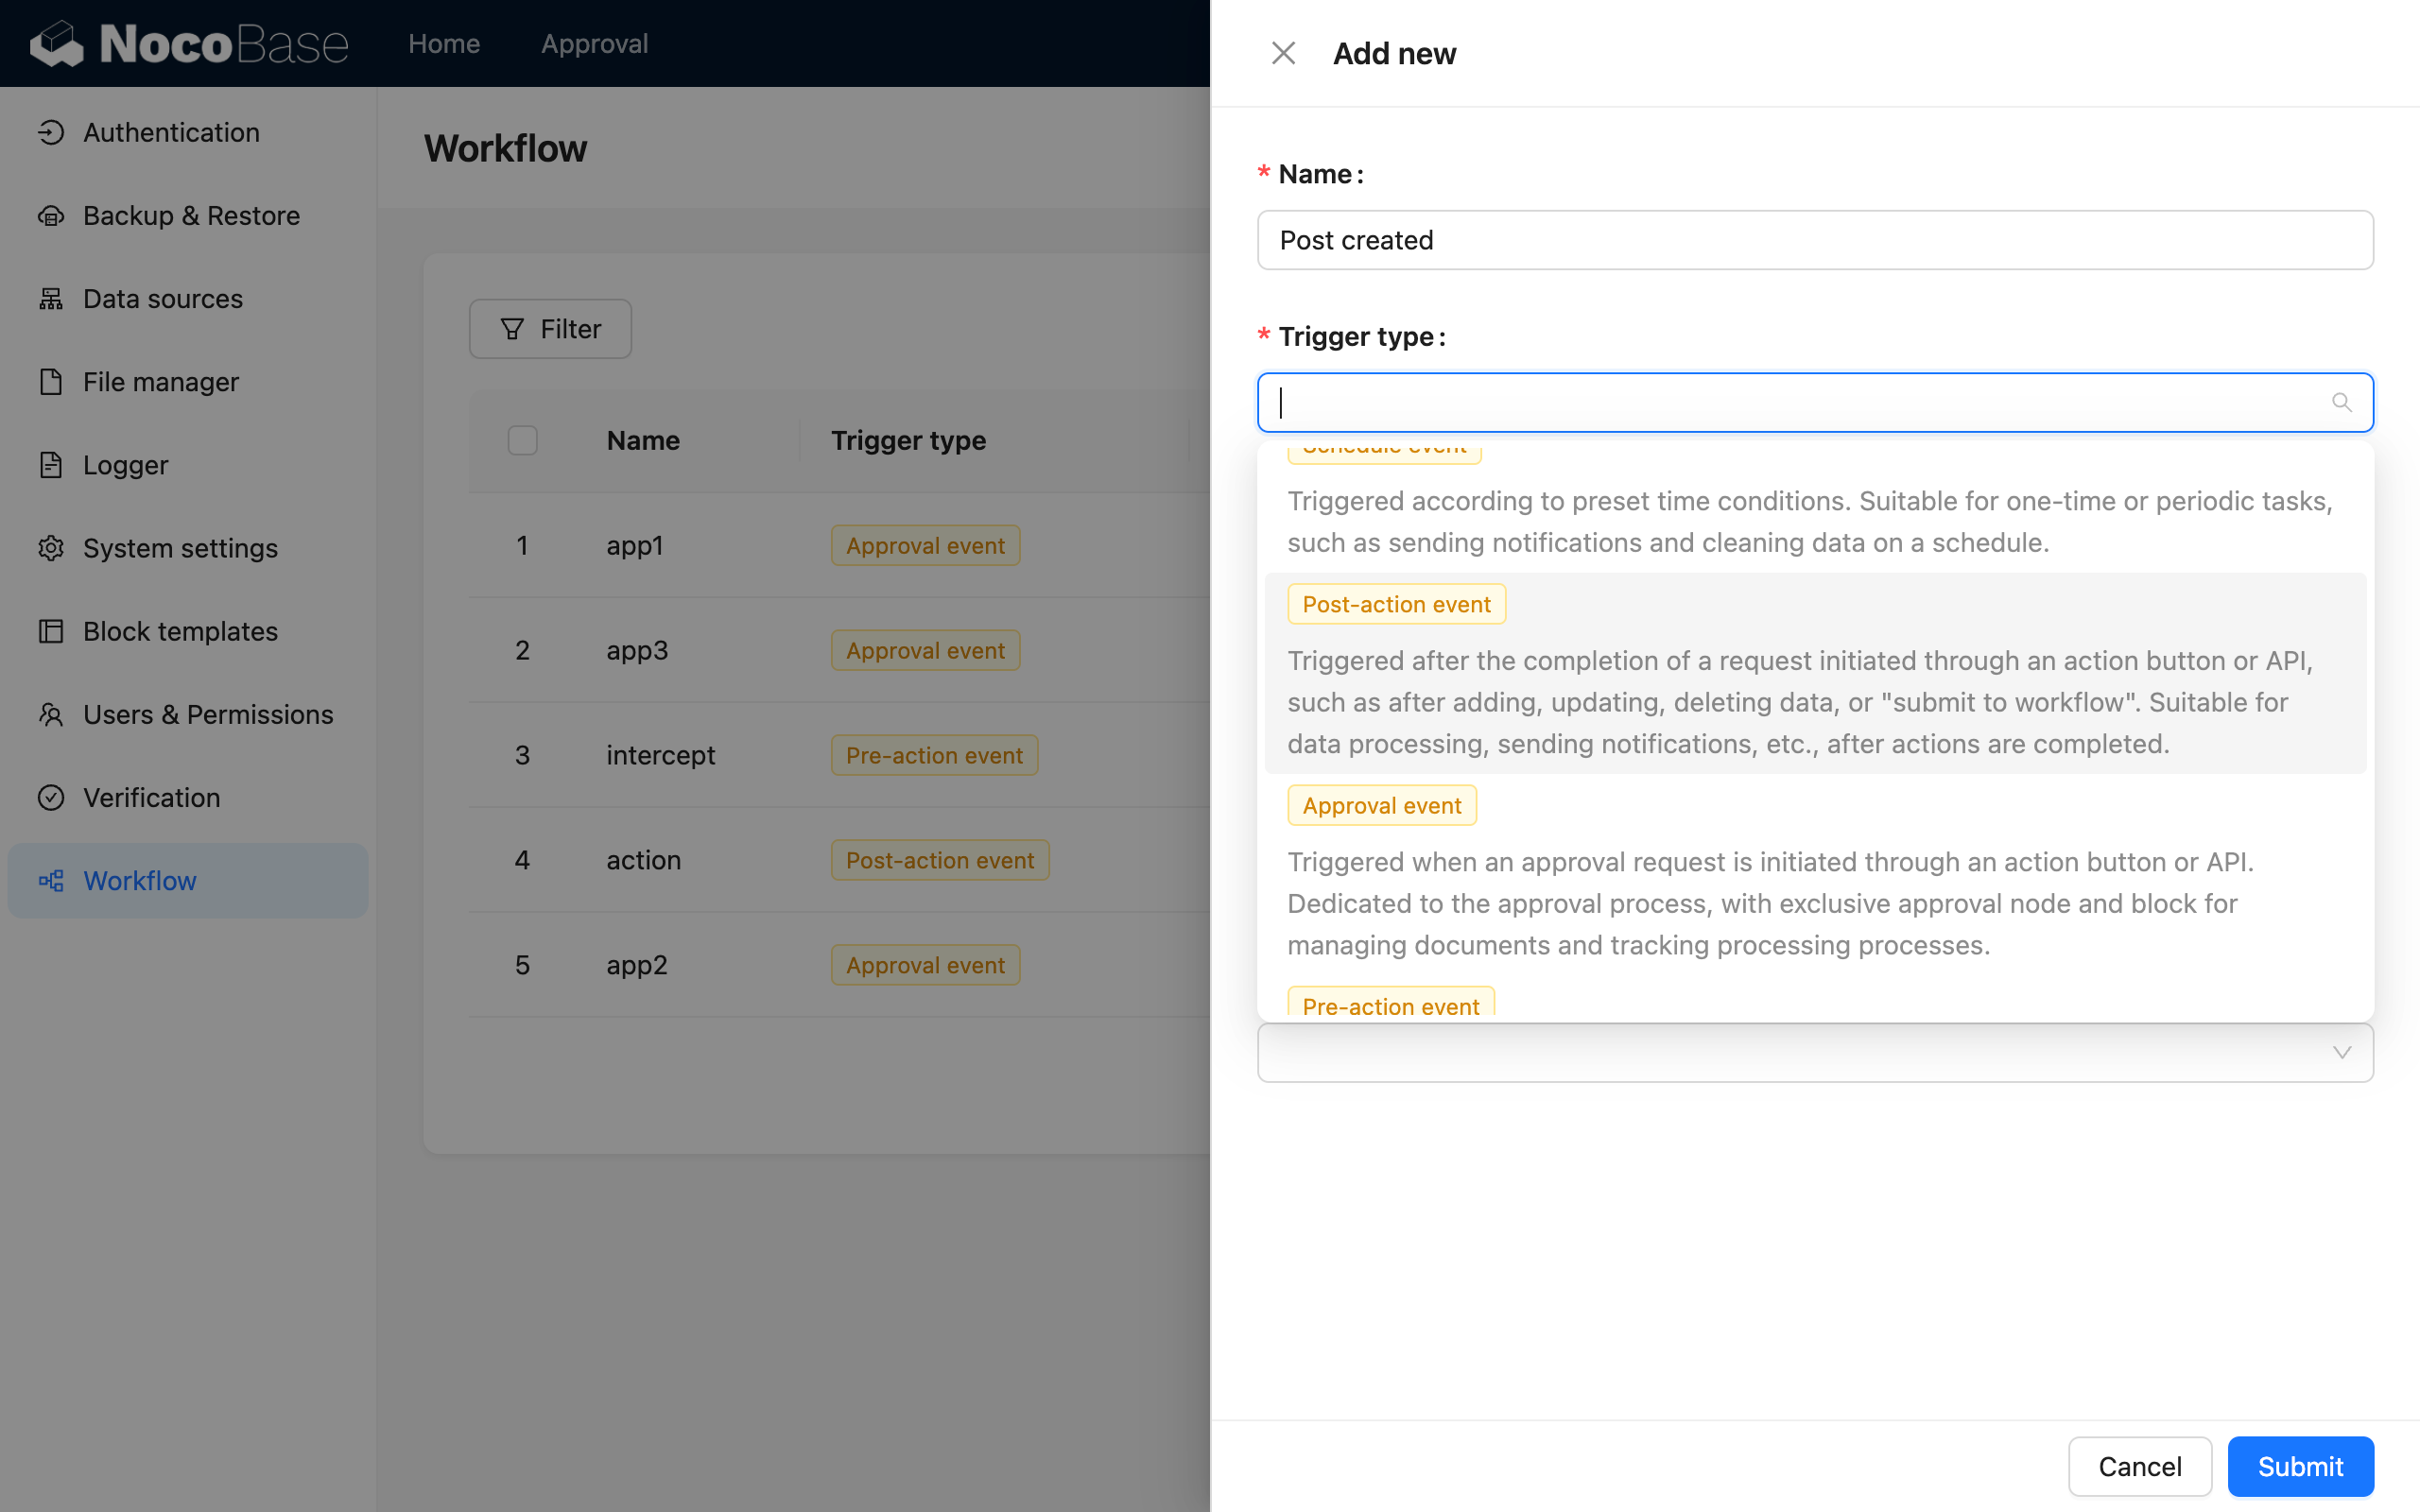 NocoBase Home Approval
Authentication
Backup & Restore
Data sources
File manager
Logger
System settings
Block templates
Users & Permissions
Verification
Workflow
Workflow
Filter
Name Trigger type
1 app1 Approval event
2 app3 Approval event
3 intercept Pre-action event
4 action Post-action event
5 app2 Approval event
Add new
* Name:
Post created
* Trigger type:
Schedule event
Triggered according to preset time conditions. Suitable for one-time or periodic tasks,
such as sending notifications and cleaning data on a schedule.
Post-action event
Triggered after the completion of a request initiated through an action button or API,
such as after adding, updating, deleting data, or "submit to workflow". Suitable for
data processing, sending notifications, etc., after actions are completed.
Approval event
Triggered when an approval request is initiated through an action button or API.
Dedicated to the approval process, with exclusive approval node and block for
managing documents and tracking processing processes.
Pre-action event
Cancel Submit